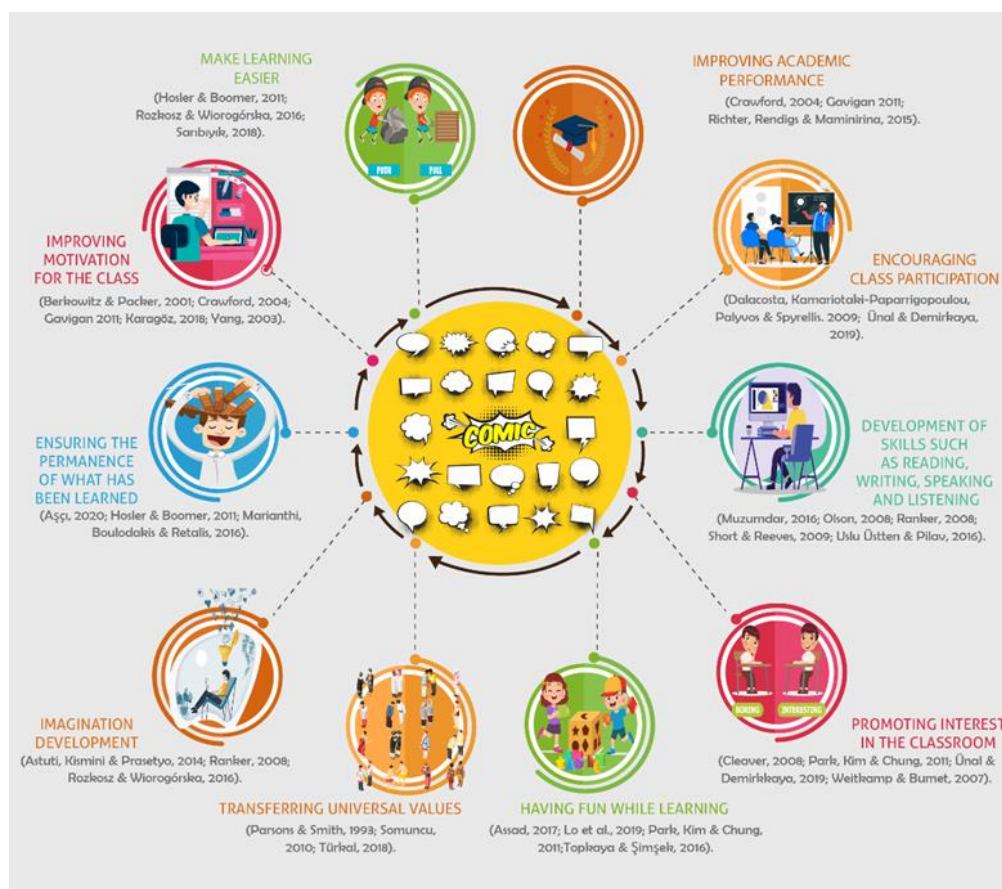 MAKE LEARNING
EASIER
(Hosler & Boomer, 2011;
Rozkosz & Wiorogórska, 2016;
Sarıbıyık, 2018).
PUSH
PULL
IMPROVING ACADEMIC
PERFORMANCE
(Crawford, 2004; Gavigan 2011;
Richter, Rendigs & Maminirina, 2015).
ENCOURAGING
CLASS PARTICIPATION
(Dalacosta, Kamariotaki-Paparrigopoulou,
Palyvos & Spyrellis. 2009; Ünal & Demirkaya,
2019).
DEVELOPMENT OF
SKILLS SUCH
AS READING,
WRITING, SPEAKING
AND LISTENING
(Muzumdar, 2016; Olson, 2008; Ranker, 2008;
Short & Reeves, 2009; Uslu Üstten & Pilav, 2016).
BORING
INTERESTING
PROMOTING INTEREST
IN THE CLASSROOM
(Cleaver, 2008; Park, Kim & Chung, 2011; Ünal &
Demirkkaya, 2019; Weitkamp & Burnet, 2007).
HAVING FUN WHILE LEARNING
(Assad, 2017; Lo et al., 2019; Park, Kim & Chung,
2011;Topkaya & Şimşek, 2016).
TRANSFERRING UNIVERSAL VALUES
(Parsons & Smith, 1993; Somuncu,
2010; Türkal, 2018).
IMAGINATION
DEVELOPMENT
(Astuti, Kismini & Prasetyo, 2014; Ranker, 2008;
Rozkosz & Wiorogórska, 2016).
ENSURING THE
PERMANENCE
OF WHAT HAS
BEEN LEARNED
(Aşçı, 2020; Hosler & Boomer, 2011; Marianthi,
Boulodakis & Retalis, 2016).
IMPROVING
MOTIVATION
FOR THE CLASS
(Berkowitz & Packer, 2001; Crawford, 2004;
Gavigan 2011; Karagöz, 2018; Yang, 2003).
COMIC